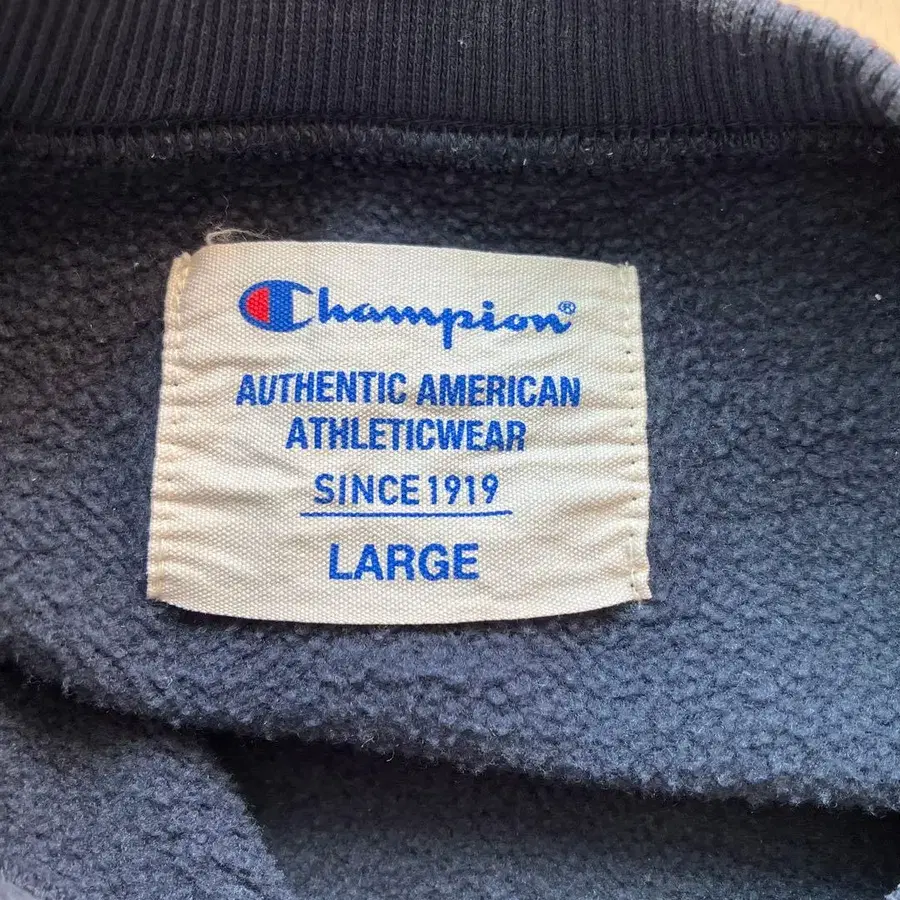 Champion®
AUTHENTIC AMERICAN
ATHLETICWEAR
SINCE 1919
LARGE